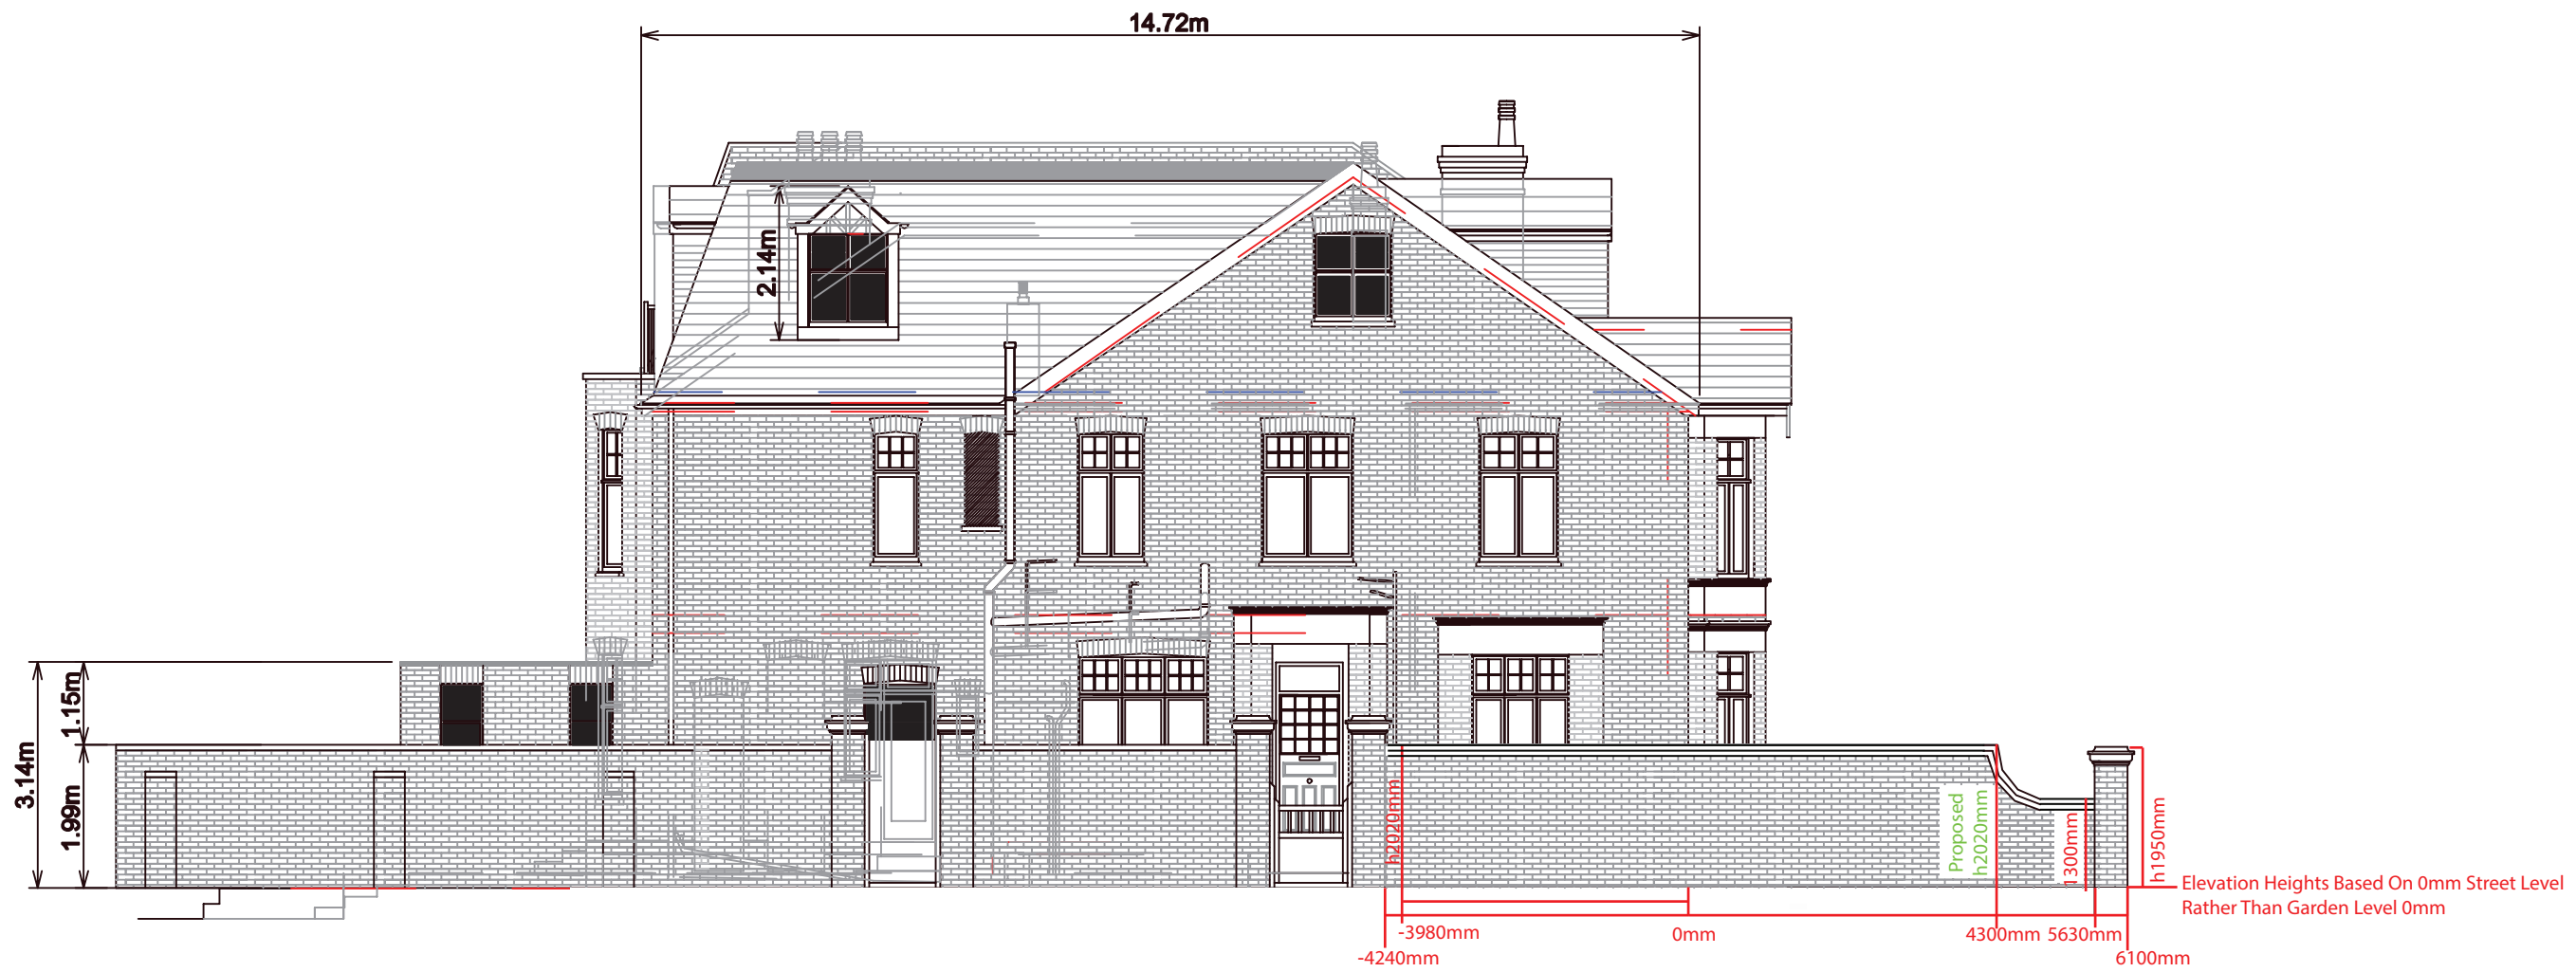 14.72m
2.14m
3.14m
1.15m
1.99m
h2020mm
Proposed
h2020mm
1300mm
h1950mm
Elevation Heights Based On 0mm Street Level
Rather Than Garden Level 0mm
-3980mm
0mm
4300mm
5630mm
-4240mm
6100mm